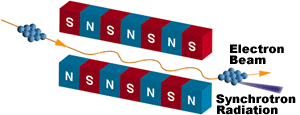 S N S N S N S
Electron
Beam
N S N S N S N
Synchrotron
Radiation